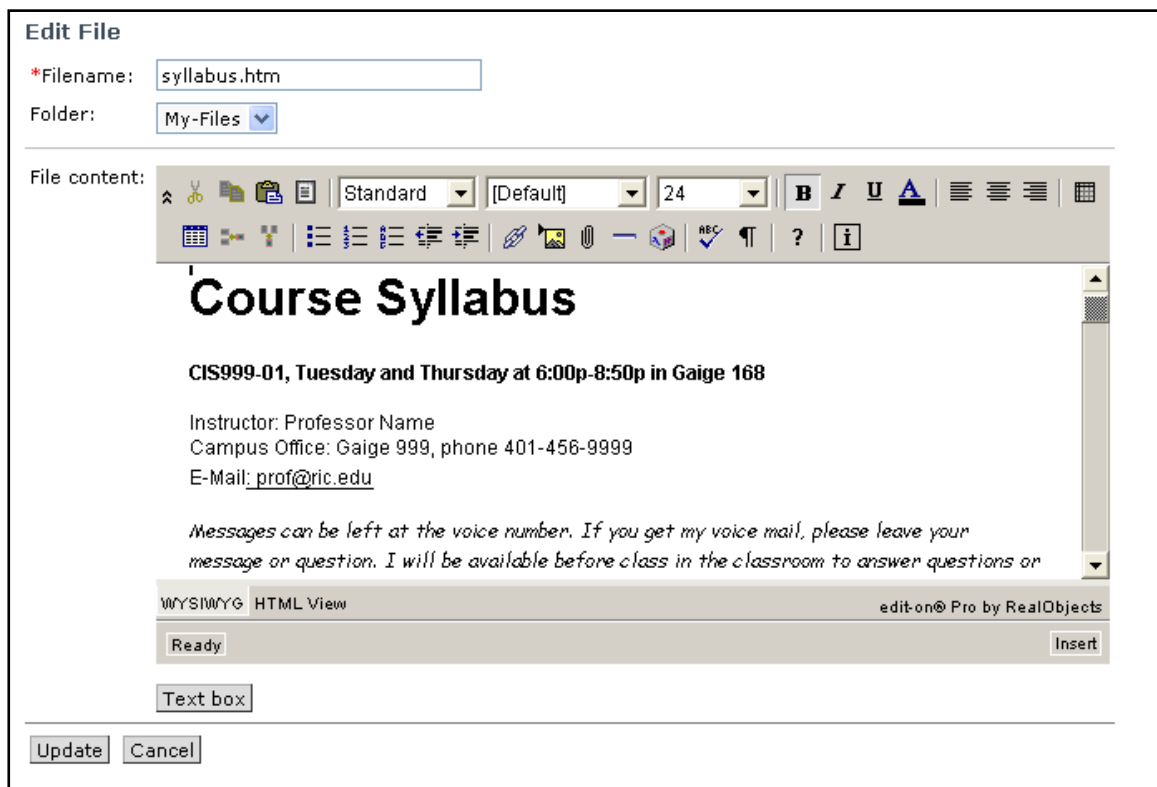 Edit File
*Filename: syllabus.htm
Folder: My-Files
File content:
Standard [Default] 24 B I U A
ABC ¶ ? i
Course Syllabus
CIS999-01, Tuesday and Thursday at 6:00p-8:50p in Gaige 168
Instructor: Professor Name
Campus Office: Gaige 999, phone 401-456-9999
E-Mail: prof@ric.edu
Messages can be left at the voice number. If you get my voice mail, please leave your
message or question. I will be available before class in the classroom to answer questions or
WYSIWYG HTML View edit-on® Pro by RealObjects
Ready Insert
Text box
Update Cancel